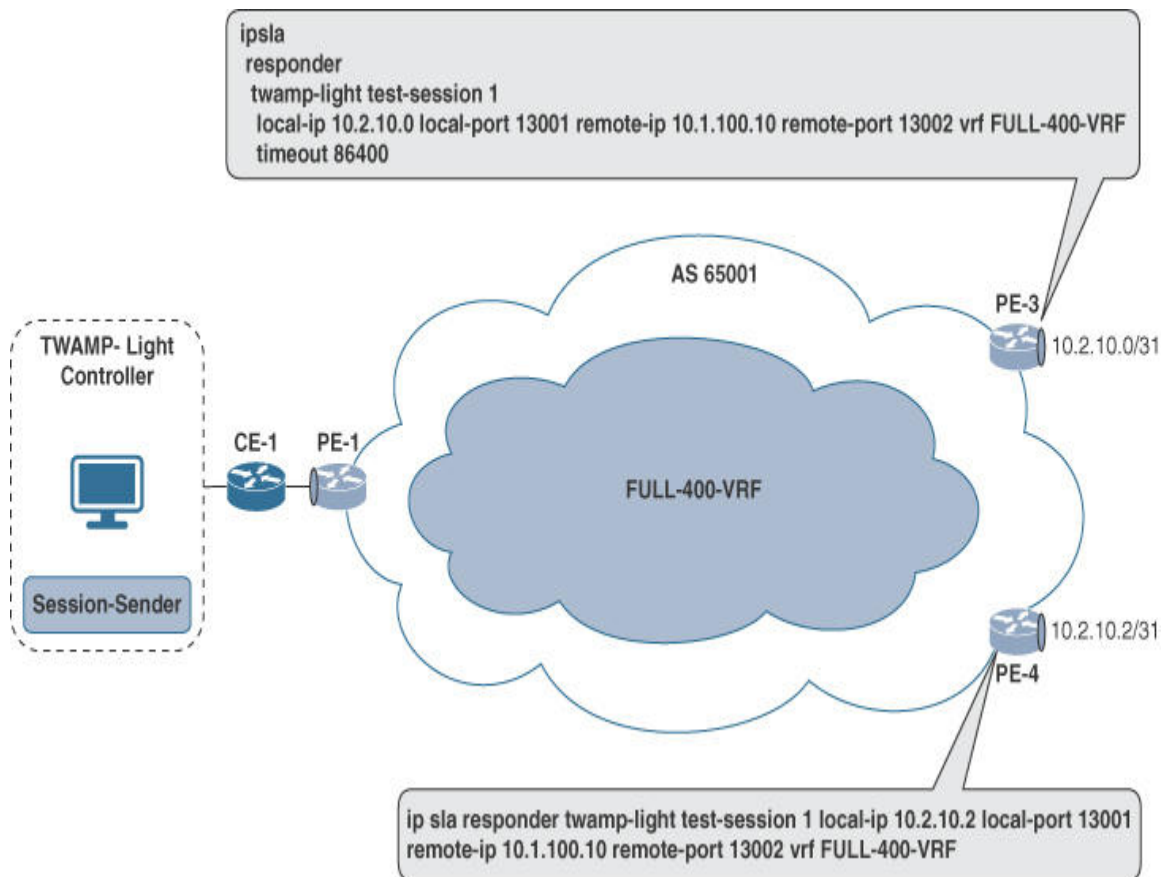 ipsla
responder
twamp-light test-session 1
local-ip 10.2.10.0 local-port 13001 remote-ip 10.1.100.10 remote-port 13002 vrf FULL-400-VRF
timeout 86400
AS 65001
PE-3
10.2.10.0/31
TWAMP- Light
Controller
CE-1
PE-1
FULL-400-VRF
Session-Sender
10.2.10.2/31
PE-4
ip sla responder twamp-light test-session 1 local-ip 10.2.10.2 local-port 13001
remote-ip 10.1.100.10 remote-port 13002 vrf FULL-400-VRF